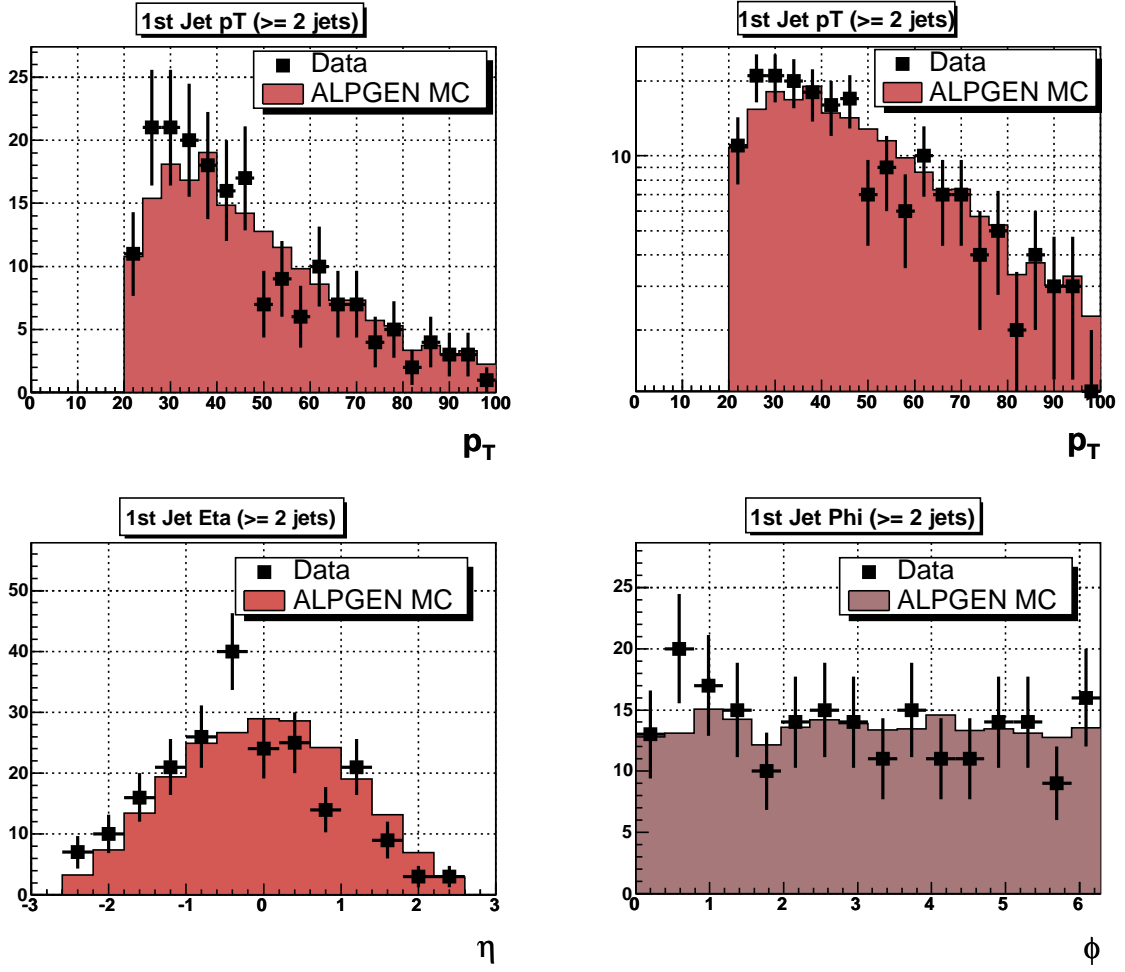 1st Jet pT (>= 2 jets)
Data
ALPGEN MC
25
20
15
10
5
0
0 10 20 30 40 50 60 70 80 90 100
pT
1st Jet pT (>= 2 jets)
Data
ALPGEN MC
10
0 10 20 30 40 50 60 70 80 90 100
pT
1st Jet Eta (>= 2 jets)
Data
ALPGEN MC
50
40
30
20
10
0
-3 -2 -1 0 1 2 3
η
1st Jet Phi (>= 2 jets)
Data
ALPGEN MC
25
20
15
10
5
0
0 1 2 3 4 5 6
ϕ